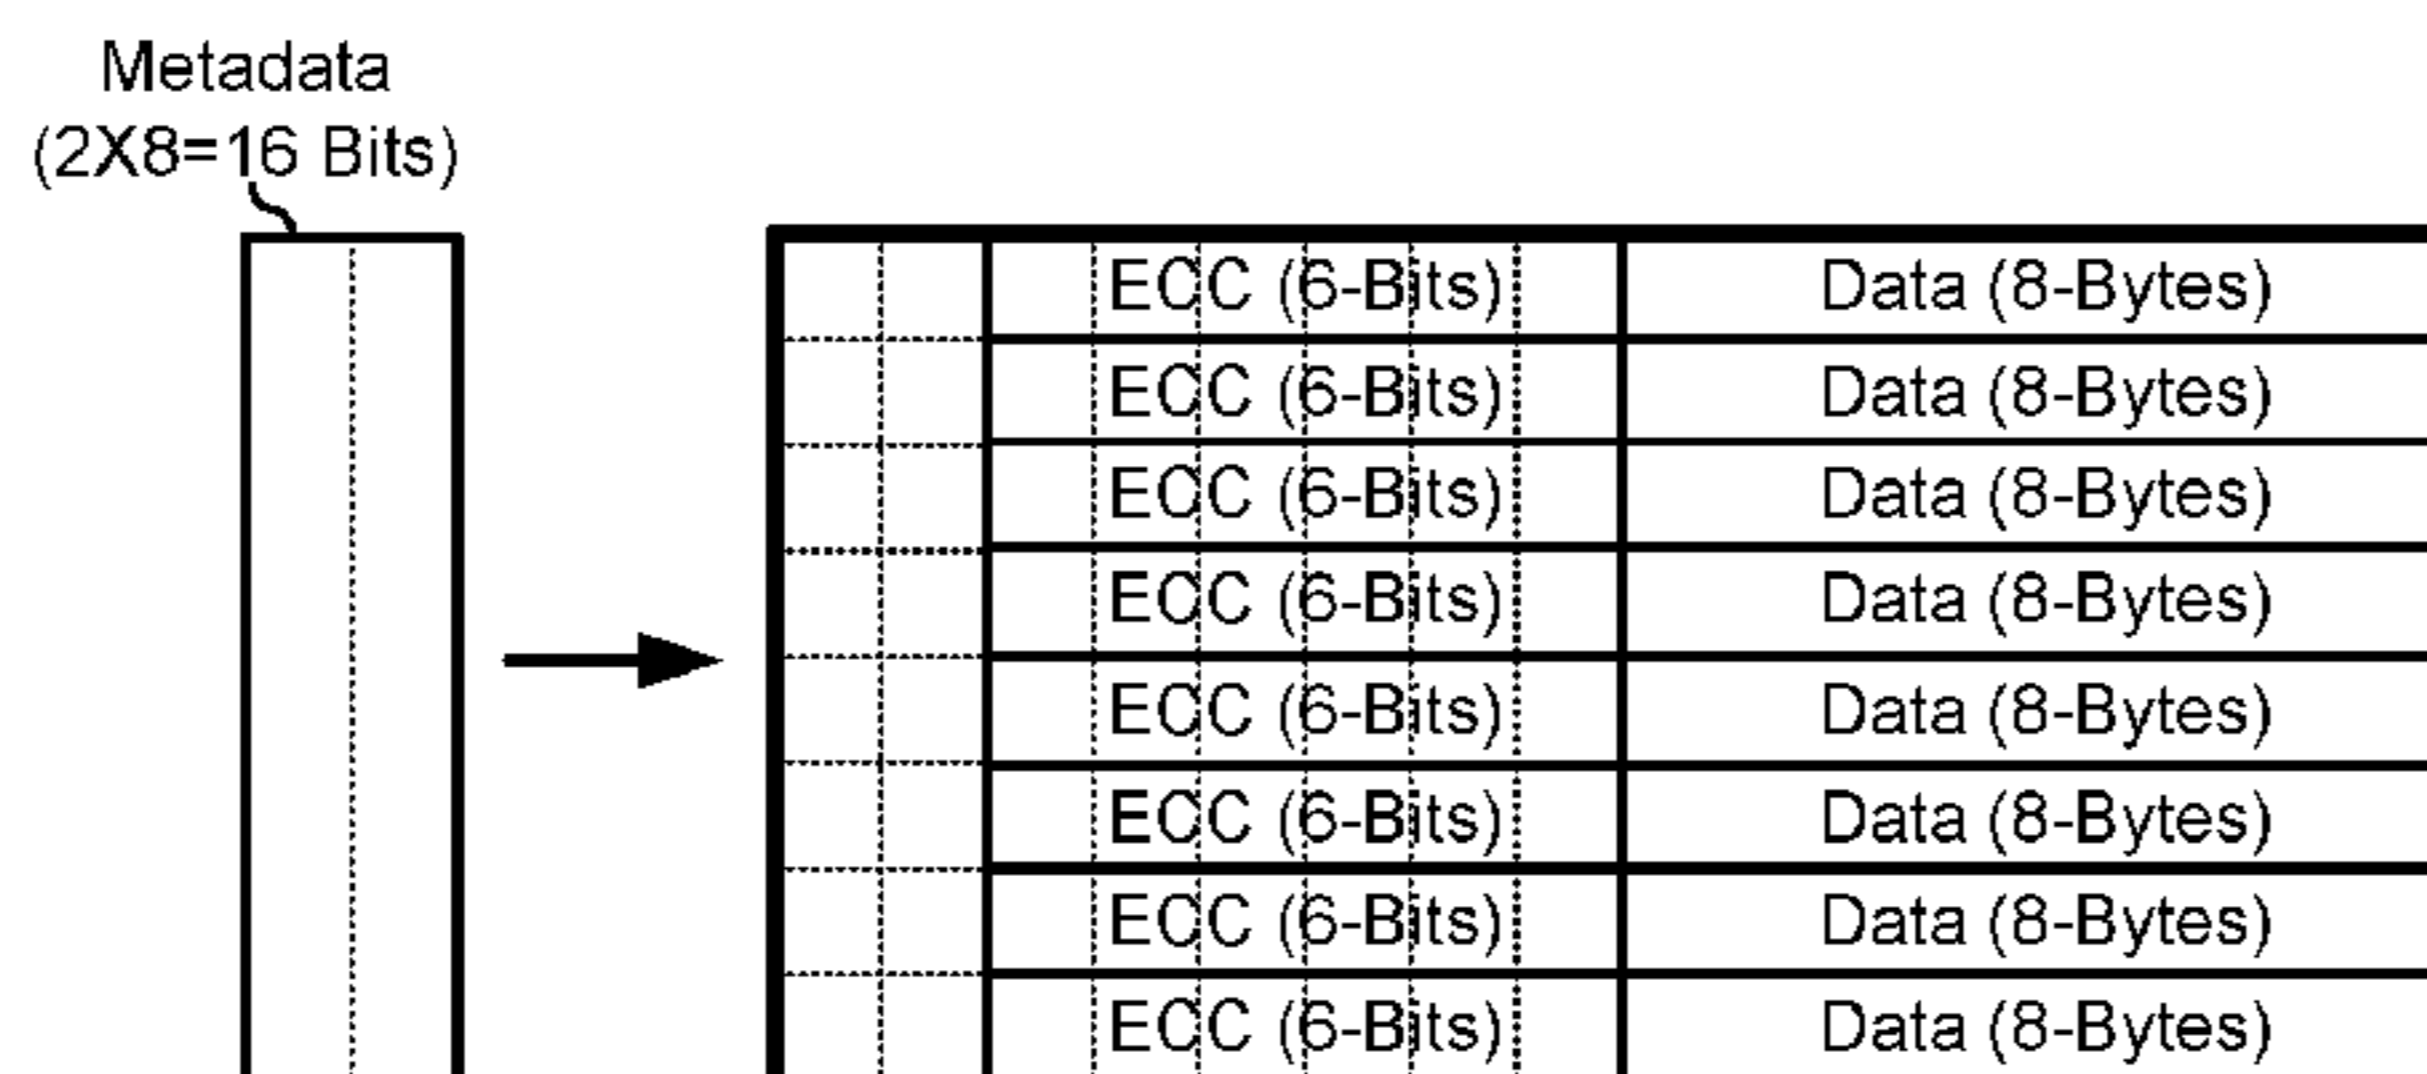 Metadata
(2X8=16 Bits)
ECC (6-Bits) Data (8-Bytes)
ECC (6-Bits) Data (8-Bytes)
ECC (6-Bits) Data (8-Bytes)
ECC (6-Bits) Data (8-Bytes)
ECC (6-Bits) Data (8-Bytes)
ECC (6-Bits) Data (8-Bytes)
ECC (6-Bits) Data (8-Bytes)
ECC (6-Bits) Data (8-Bytes)